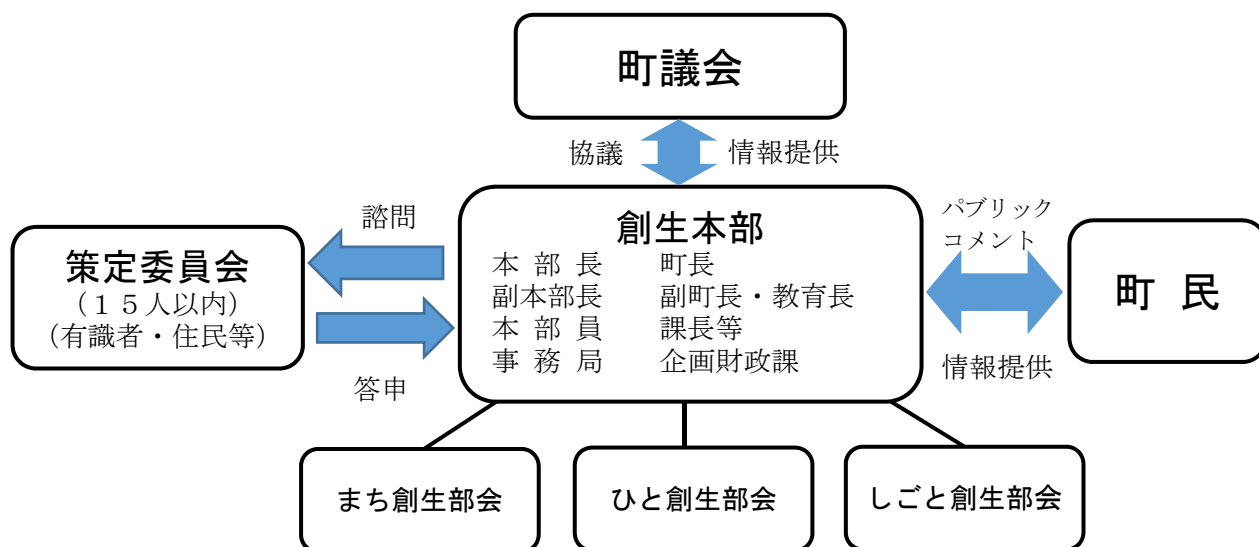 町議会
協議
情報提供
諮問
策定委員会
（１５人以内）
（有識者・住民等）
答申
創生本部
本 部 長　町長
副本部長　副町長・教育長
本 部 員　課長等
事 務 局　企画財政課
パブリック
コメント
町 民
情報提供
まち創生部会
ひと創生部会
しごと創生部会